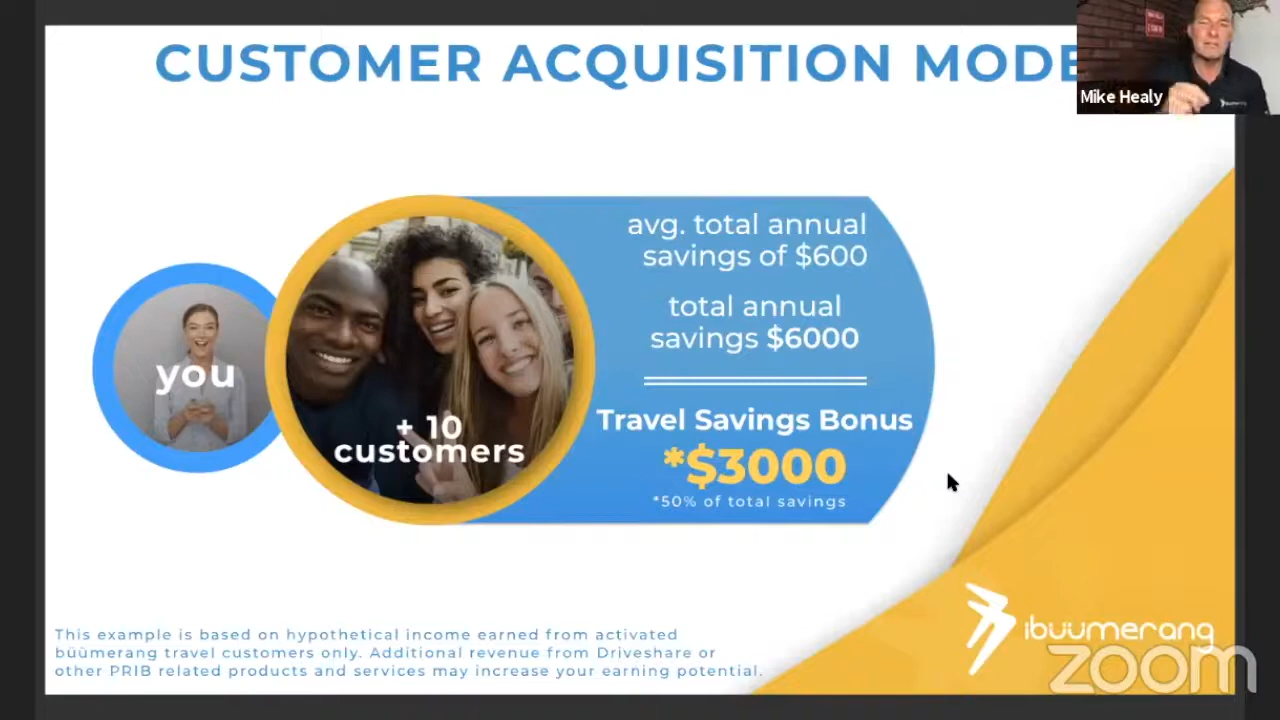 CUSTOMER ACQUISITION MODE
Mike Healy
avg. total annual
savings of $600
total annual
savings $6000
you
+ 10
customers
Travel Savings Bonus
*$3000
*50% of total savings
This example is based on hypothetical income earned from activated
büümerang travel customers only. Additional revenue from Driveshare or
other PRIB related products and services may increase your earning potential.
ibüümerang
zoom